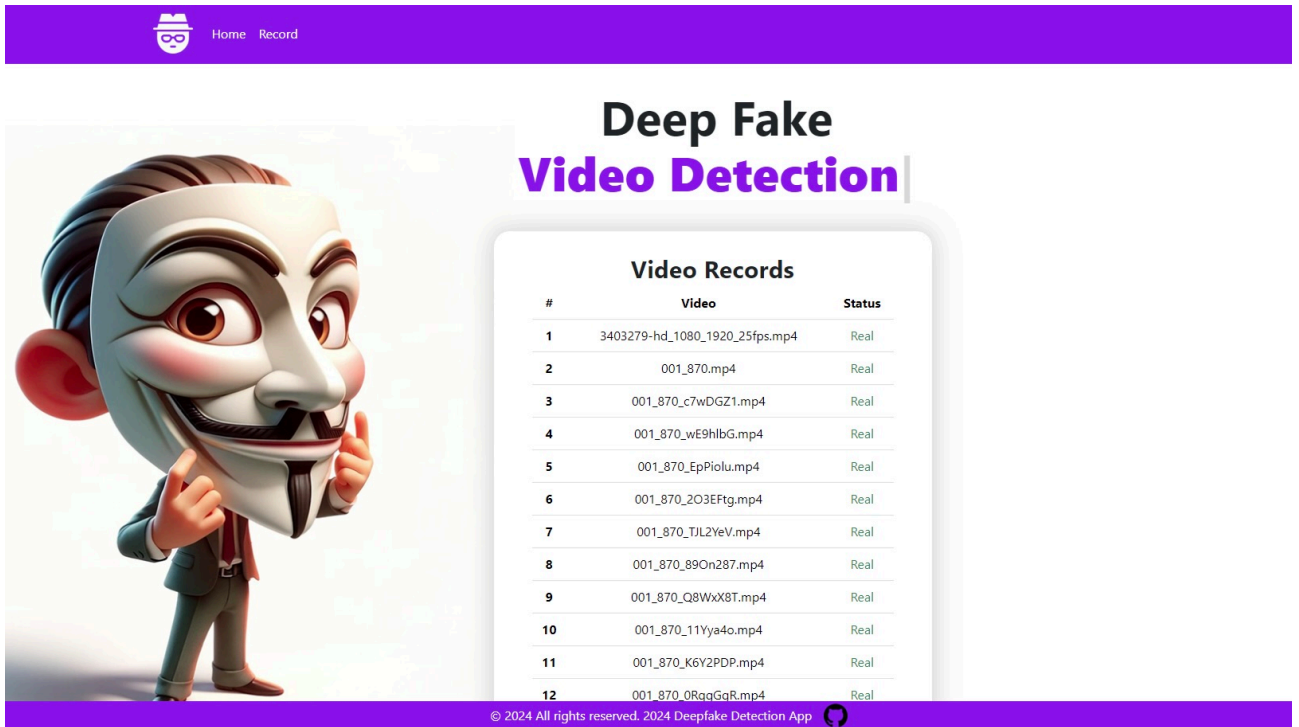 Home Record
Deep Fake
Video Detection
Video Records
# Video Status
1 3403279-hd_1080_1920_25fps.mp4 Real
2 001_870.mp4 Real
3 001_870_c7wDGZ1.mp4 Real
4 001_870_wE9hlbG.mp4 Real
5 001_870_EpPiolu.mp4 Real
6 001_870_2O3EFtg.mp4 Real
7 001_870_TJL2YeV.mp4 Real
8 001_870_89On287.mp4 Real
9 001_870_Q8WxX8T.mp4 Real
10 001_870_11Yya4o.mp4 Real
11 001_870_K6Y2PDP.mp4 Real
12 Real
© 2024 All rights reserved. 2024 Deepfake Detection App